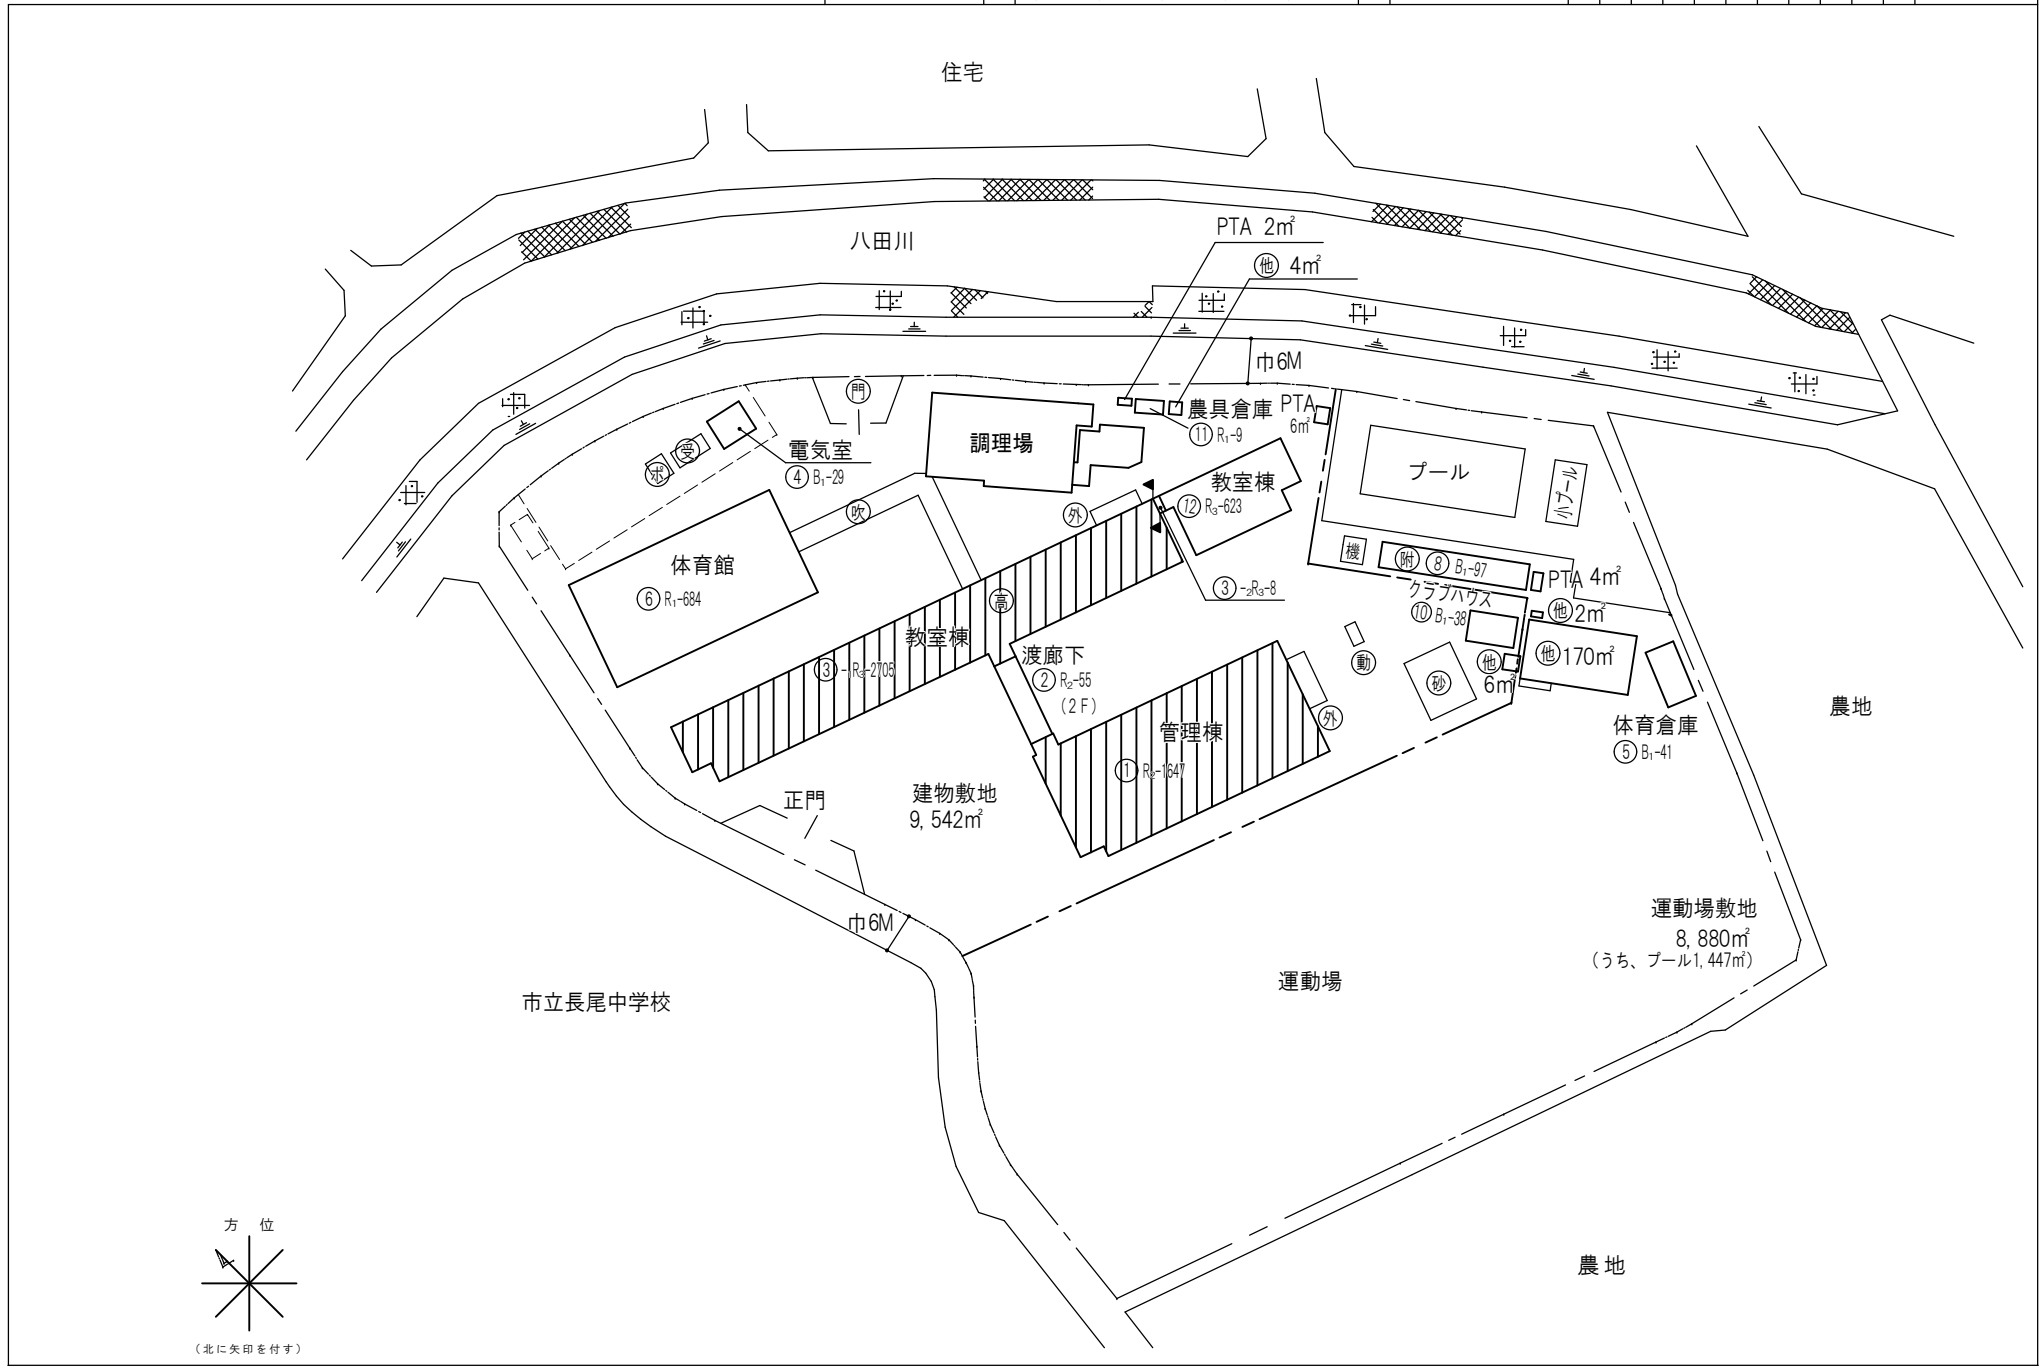 住宅
八田川
PTA 2㎡
他 4㎡
巾6M
門
農具倉庫
⑪ R₁-9
PTA
6㎡
調理場
電気室
④ B₁-29
受
ポ
プール
小プール
教室棟
⑫ R₃-623
吹
外
機
附 ⑧ B₁-97
体育館
⑥ R₁-684
③-₂R₃-8
PTA 4㎡
クラブハウス
⑩ B₁-38
他 2㎡
高
教室棟
③-₁R₃-2705
渡廊下
② R₂-55
(2F)
動
他
6㎡
他 170㎡
砂
外
管理棟
① R₂-1647
体育倉庫
⑤ B₁-41
農地
正門
建物敷地
9,542㎡
巾6M
運動場敷地
8,880㎡
(うち、プール1,447㎡)
運動場
市立長尾中学校
農地
方 位
(北に矢印を付す)